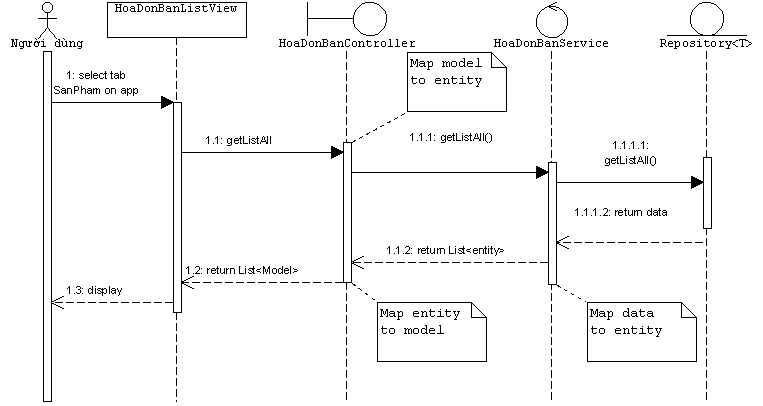 HoaDonBanListView
Người dùng
HoaDonBanController
HoaDonBanService
Repository<T>
Map model
to entity
1: select tab
SanPham on app
1.1: getListAll
1.1.1: getListAll()
1.1.1.1:
getListAll()
1.1.1.2: return data
1.1.2: return List<entity>
1.2: return List<Model>
1.3: display
Map entity
to model
Map data
to entity